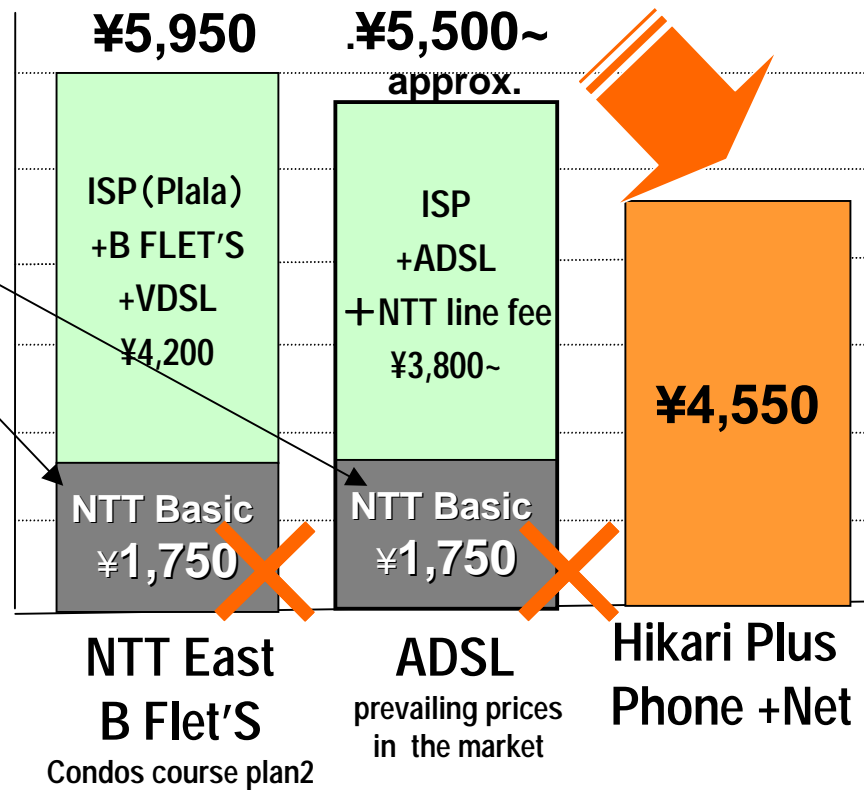 ¥5,950
ISP(Plala)
+B FLET'S
+VDSL
¥4,200
NTT Basic
¥1,750
NTT East
B Flet'S
Condos course plan2
.¥5,500~
approx.
ISP
+ADSL
+NTT line fee
¥3,800~
NTT Basic
¥1,750
ADSL
prevailing prices
in the market
¥4,550
Hikari Plus
Phone +Net